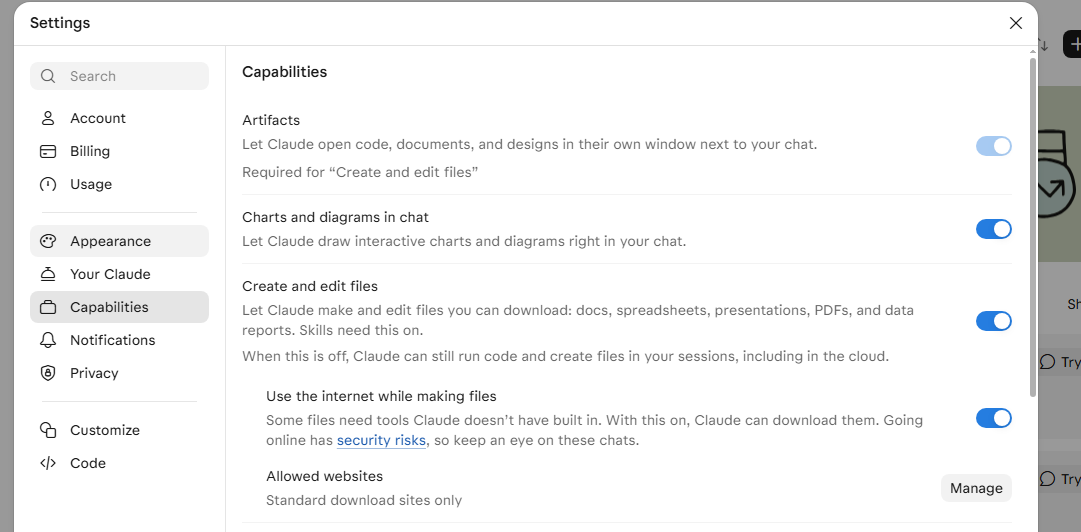 Settings
Search
Account
Billing
Usage
Appearance
Your Claude
Capabilities
Notifications
Privacy
Customize
Code
Capabilities
Artifacts
Let Claude open code, documents, and designs in their own window next to your chat.
Required for “Create and edit files”
Charts and diagrams in chat
Let Claude draw interactive charts and diagrams right in your chat.
Create and edit files
Let Claude make and edit files you can download: docs, spreadsheets, presentations, PDFs, and data
reports. Skills need this on.
When this is off, Claude can still run code and create files in your sessions, including in the cloud.
Use the internet while making files
Some files need tools Claude doesn’t have built in. With this on, Claude can download them. Going
online has security risks, so keep an eye on these chats.
Allowed websites
Standard download sites only
Manage
Sh
Try
Try